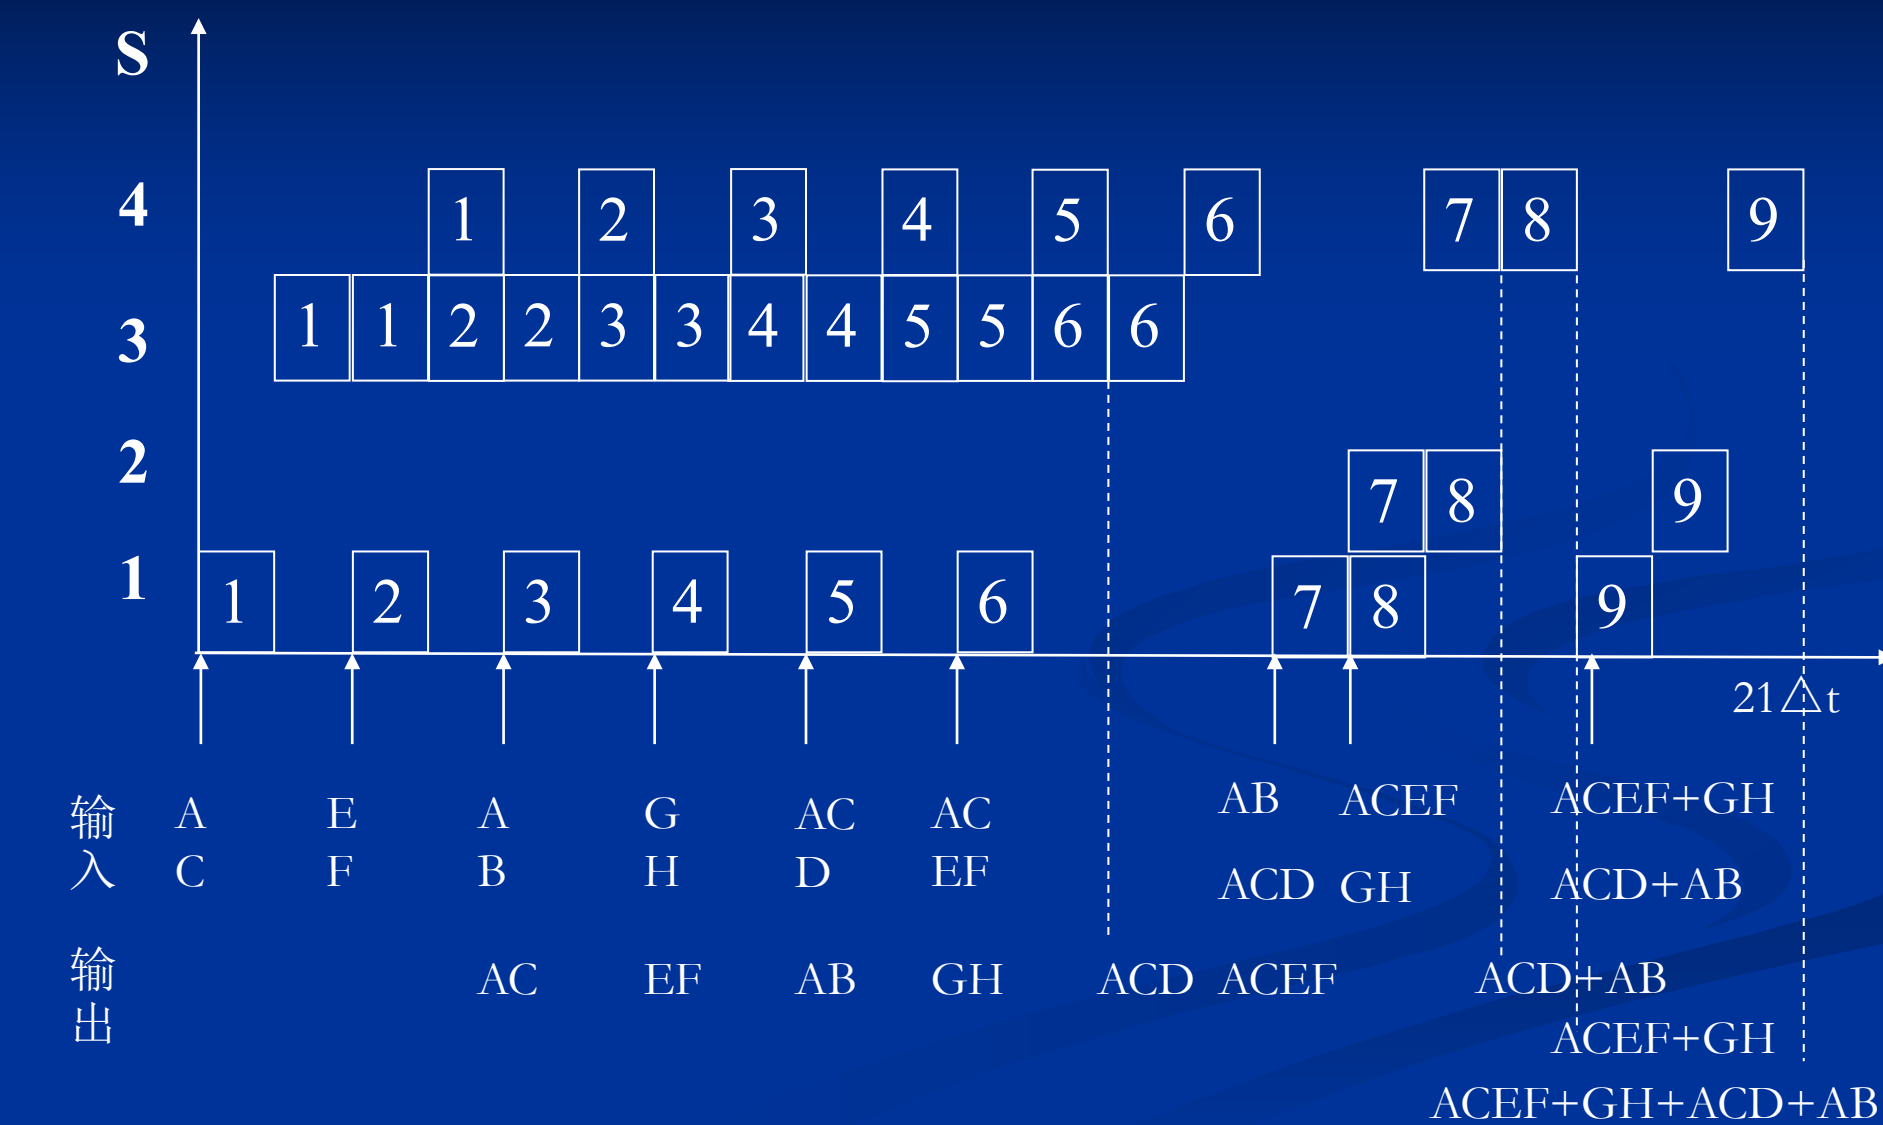 S
4 1 2 3 4 5 6 7 8 9
3 1 1 2 2 3 3 4 4 5 5 6 6
2 7 8 9
1 1 2 3 4 5 6 7 8 9
21△t
输 A E A G AC AC AB ACEF ACEF+GH
入 C F B H D EF ACD GH ACD+AB
输 AC EF AB GH ACD ACEF ACD+AB
出 ACEF+GH
ACEF+GH+ACD+AB